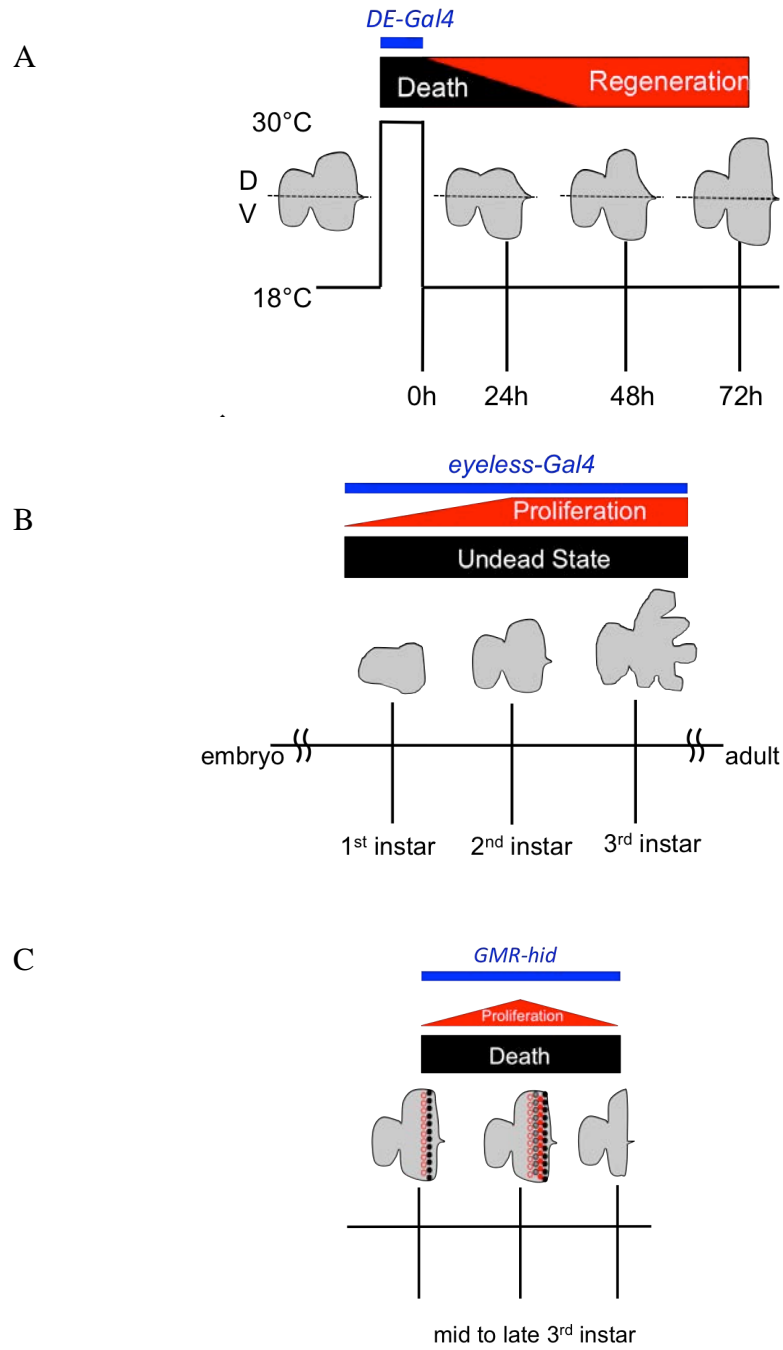 A
DE-Gal4
Death
Regeneration
30°C
D
V
18°C
0h 24h 48h 72h
B
eyeless-Gal4
Proliferation
Undead State
embryo
adult
1st instar 2nd instar 3rd instar
C
GMR-hid
Proliferation
Death
mid to late 3rd instar